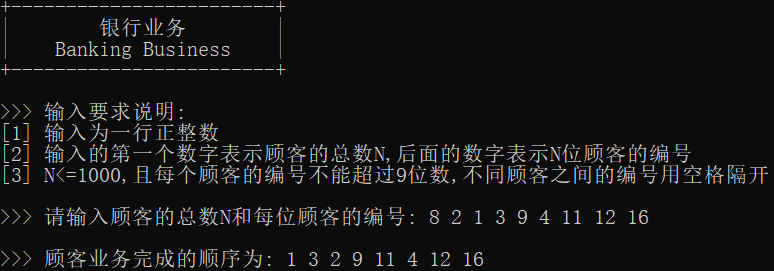 +------------------------+
|        银行业务        |
|    Banking Business    |
+------------------------+
>>> 输入要求说明:
[1] 输入为一行正整数
[2] 输入的第一个数字表示顾客的总数N,后面的数字表示N位顾客的编号
[3] N<=1000,且每个顾客的编号不能超过9位数,不同顾客之间的编号用空格隔开
>>> 请输入顾客的总数N和每位顾客的编号: 8 2 1 3 9 4 11 12 16
>>> 顾客业务完成的顺序为: 1 3 2 9 11 4 12 16